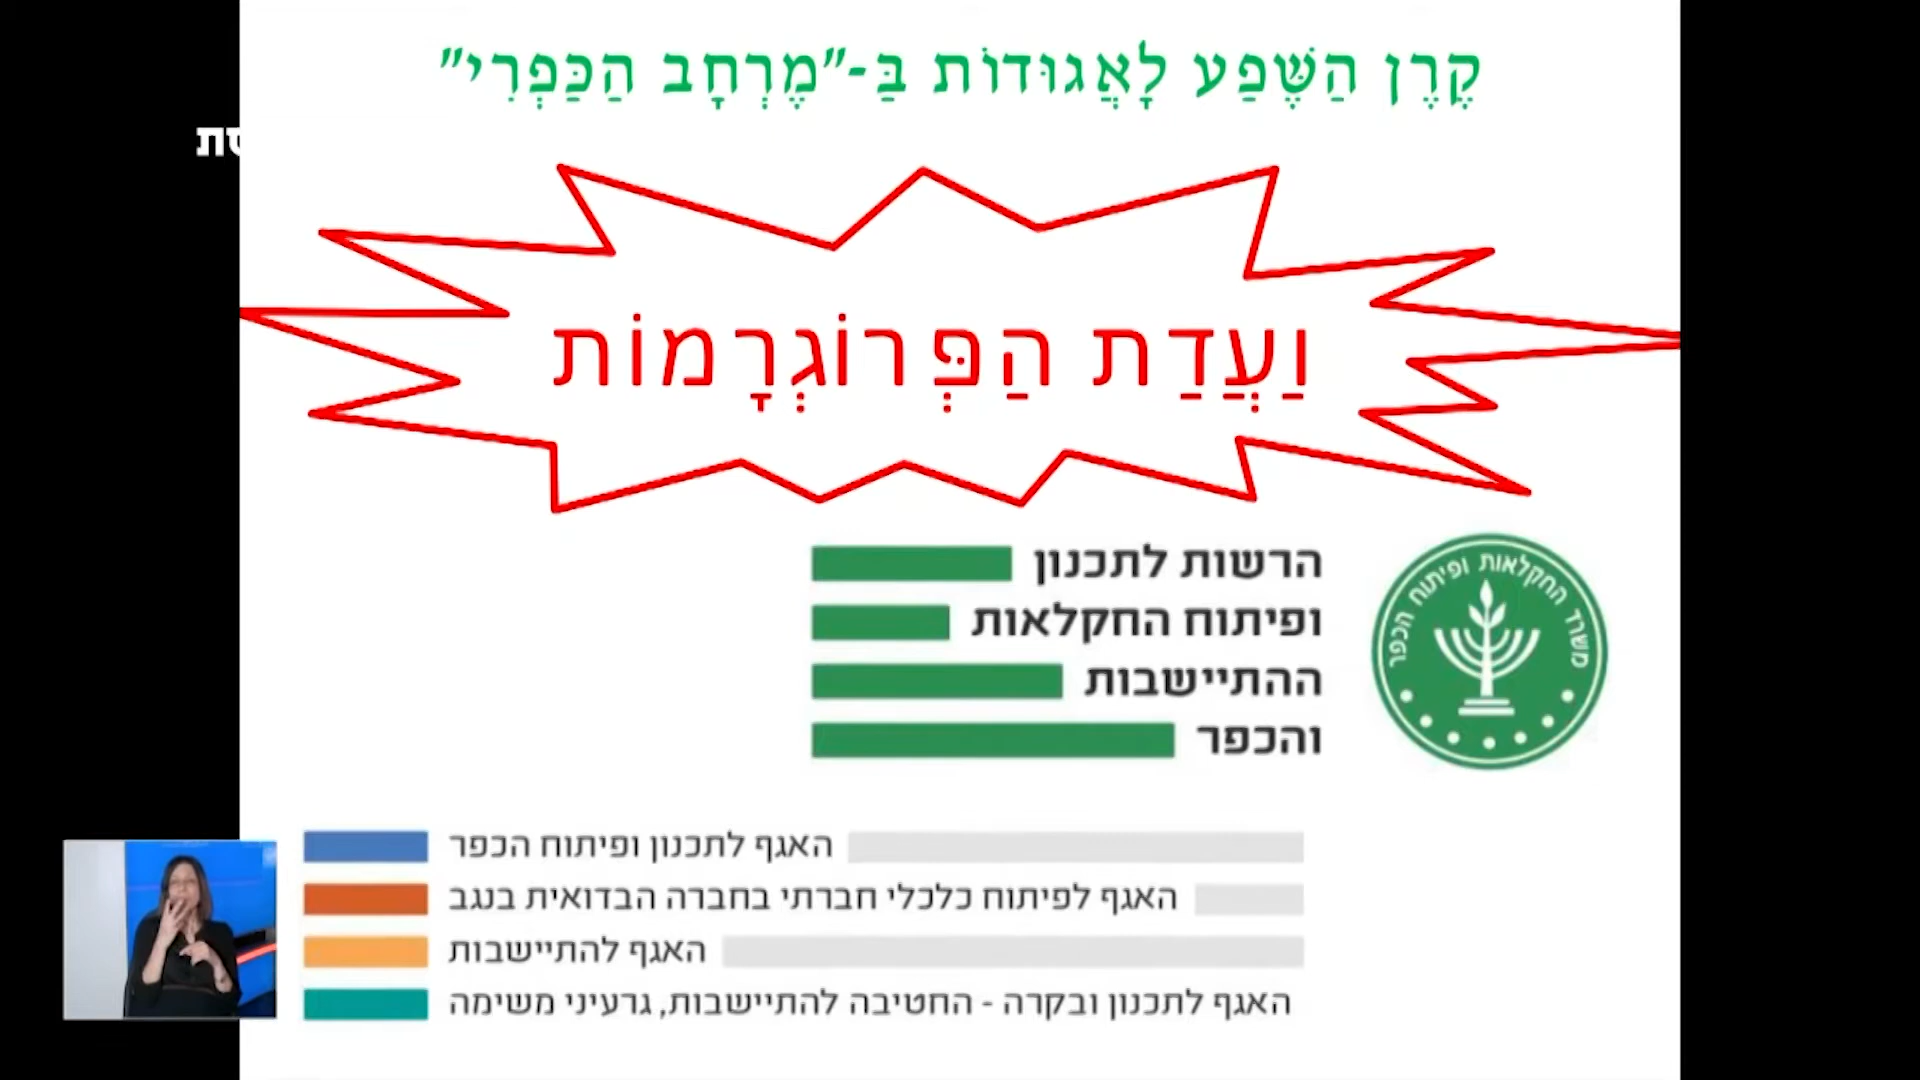 קֶרֶן הַשֶּׁפַע לָאֲגוּדוֹת בַּ-"מֶרְחָב הַכַּפְרִי"
וַעֲדַת הַפְּרוֹגְרָמוֹת
הרשות לתכנון
ופיתוח החקלאות
ההתיישבות
והכפר
משרד החקלאות ופיתוח הכפר
האגף לתכנון ופיתוח הכפר
האגף לפיתוח כלכלי חברתי בחברה הבדואית בנגב
האגף להתיישבות
האגף לתכנון ובקרה - החטיבה להתיישבות, גרעיני משימה